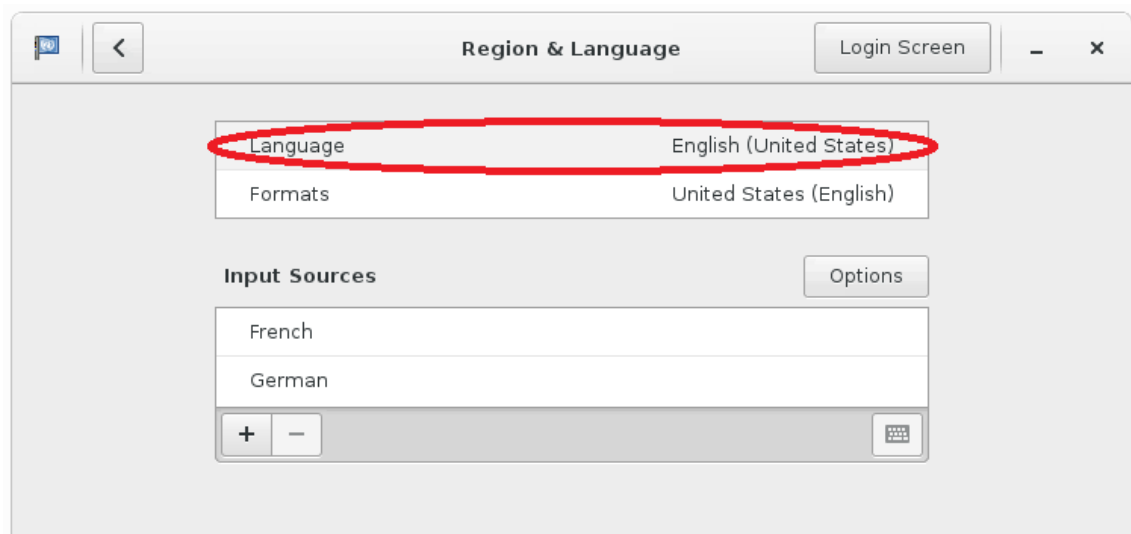 Region & Language
Login Screen
Language English (United States)
Formats United States (English)
Input Sources
Options
French
German